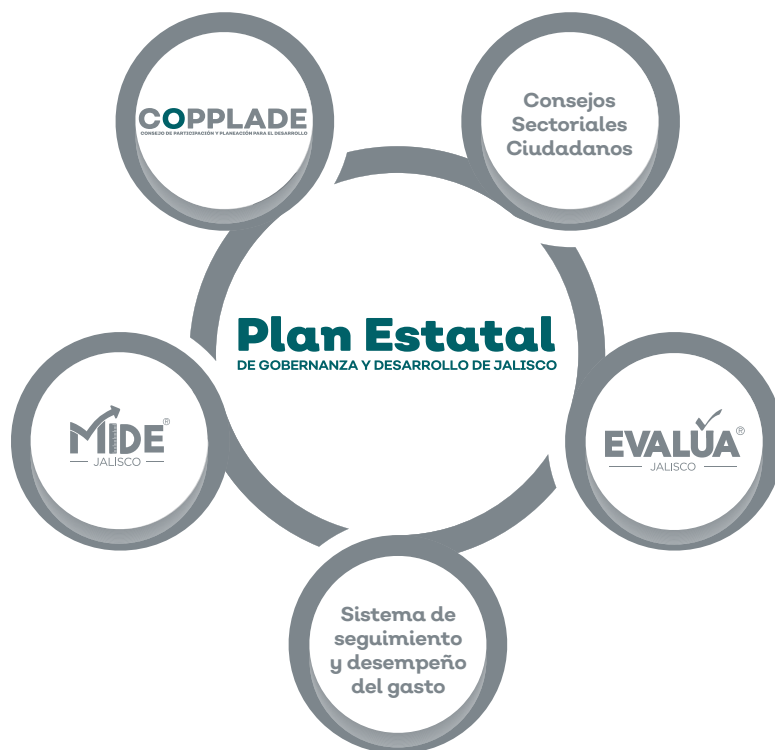 COPPLADE
CONSEJO DE PARTICIPACIÓN Y PLANEACIÓN PARA EL DESARROLLO
Consejos
Sectoriales
Ciudadanos
Plan Estatal
DE GOBERNANZA Y DESARROLLO DE JALISCO
MIDE®
JALISCO
EVALÚA®
JALISCO
Sistema de
seguimiento
y desempeño
del gasto